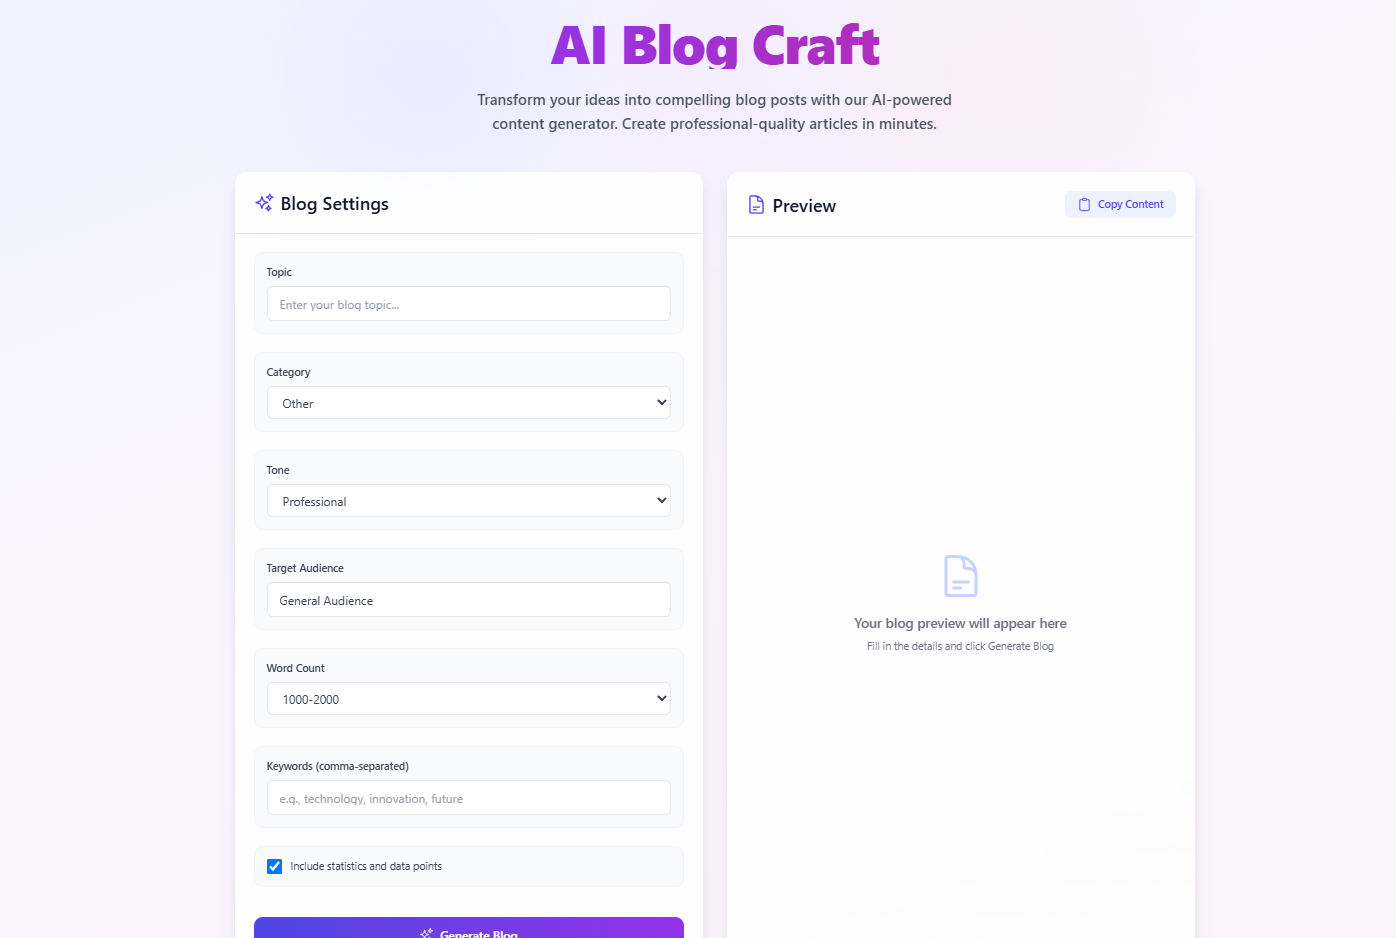 AI Blog Craft
Transform your ideas into compelling blog posts with our AI-powered
content generator. Create professional-quality articles in minutes.
Blog Settings
Topic
Enter your blog topic...
Category
Other
Tone
Professional
Target Audience
General Audience
Word Count
1000-2000
Keywords (comma-separated)
e.g., technology, innovation, future
Include statistics and data points
Generate Blog
Preview
Copy Content
Your blog preview will appear here
Fill in the details and click Generate Blog